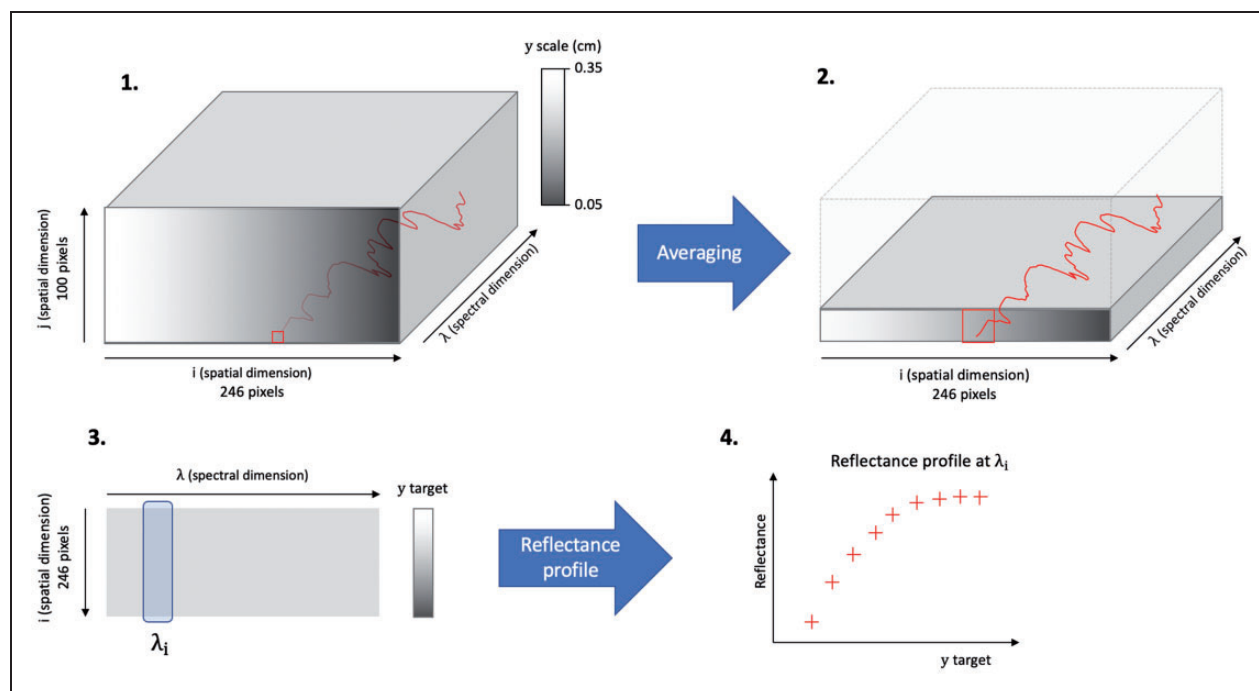 1.
y scale (cm)
0.35
0.05
j (spatial dimension)
100 pixels
i (spatial dimension)
246 pixels
λ (spectral dimension)
Averaging
2.
i (spatial dimension)
246 pixels
λ (spectral dimension)
3.
λ (spectral dimension)
y target
i (spatial dimension)
246 pixels
λi
Reflectance
profile
4.
Reflectance profile at λi
Reflectance
y target